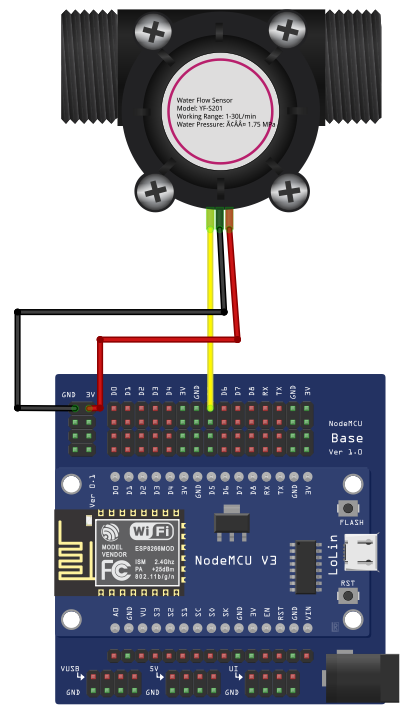 Water Flow Sensor
Model: YF-S201
Working Range: 1-30L/min
Water Pressure: Ã¢ÂÂ¤ 1.75 MPa
GND 3V D0 D1 D2 D3 D4 3V GND D6 D7 D8 RX TX GND 3V
NodeMCU
Base
Ver 1.0
Ver 0.1
D0 D1 D2 D3 D4 3V GND D5 D6 D7 D8 RX TX GND 3V
FLASH
WiFi
MODEL
VENDOR
ESP8266MOD
FC
ISM 2.4GHz
PA +25dBm
802.11b/g/n
NodeMCU V3
LoLin
RST
A0 GND VU S3 S2 S1 SC S0 SK GND 3V EN RST GND VIN
VUSB 5V UI
GND GND GND